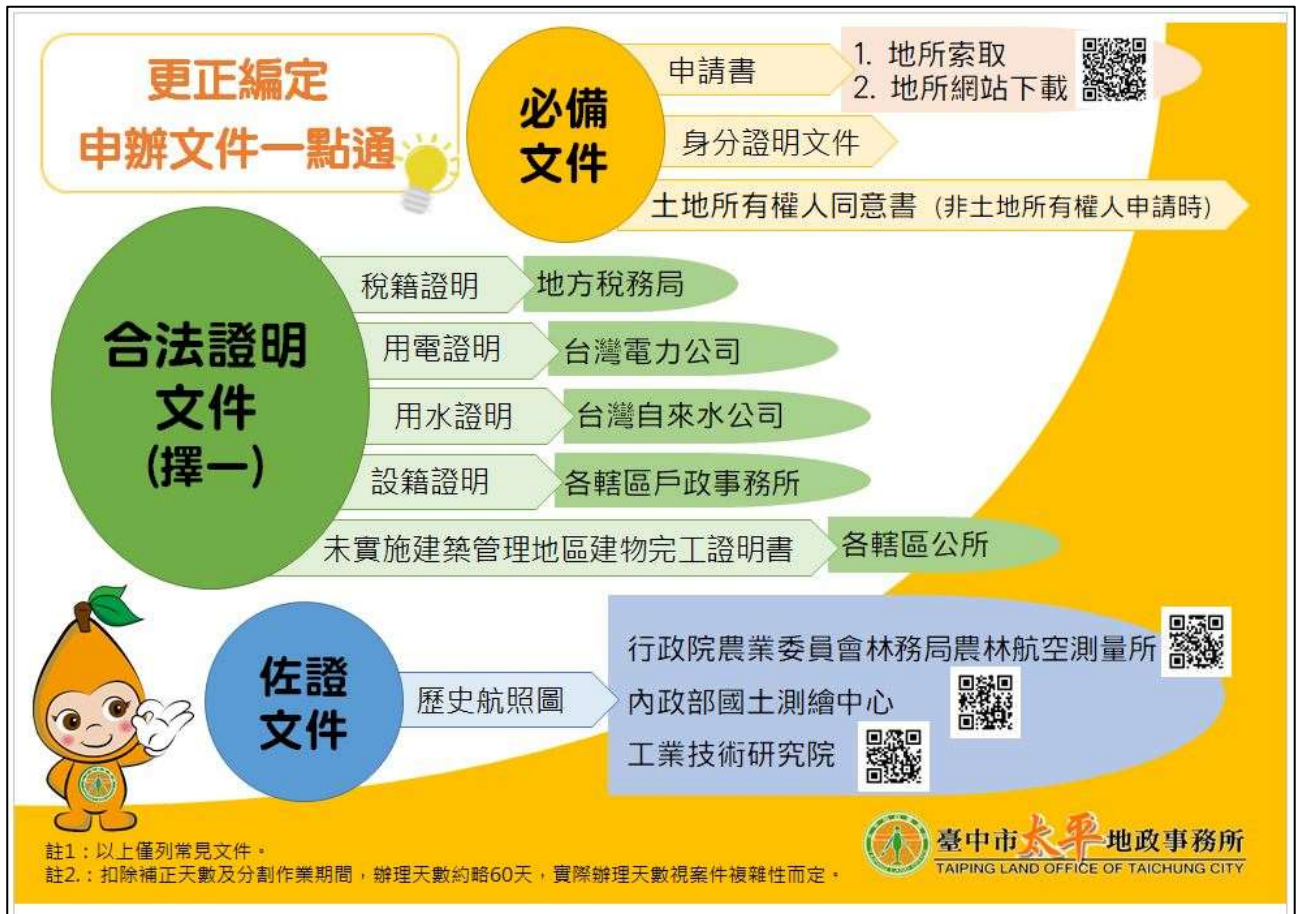 更正編定
申辦文件一點通
必備
文件
申請書
1. 地所索取
2. 地所網站下載
身分證明文件
土地所有權人同意書（非土地所有權人申請時）
合法證明
文件
(擇一)
稅籍證明
地方稅務局
用電證明
台灣電力公司
用水證明
台灣自來水公司
設籍證明
各轄區戶政事務所
未實施建築管理地區建物完工證明書
各轄區公所
佐證
文件
歷史航照圖
行政院農業委員會林務局農林航空測量所
內政部國土測繪中心
工業技術研究院
註1：以上僅列常見文件。
註2.：扣除補正天數及分割作業期間，辦理天數約略60天，實際辦理天數視案件複雜性而定。
臺中市太平地政事務所
TAIPING LAND OFFICE OF TAICHUNG CITY